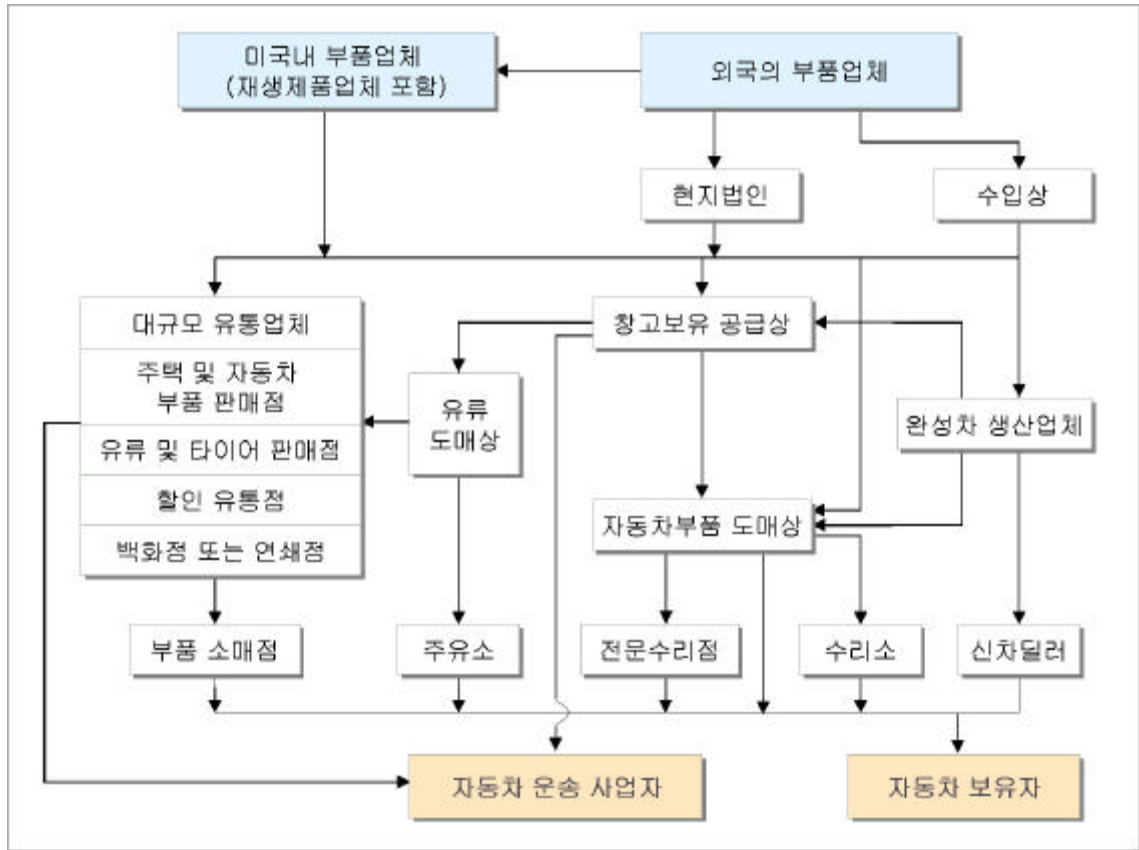 미국내 부품업체
(재생제품업체 포함)
외국의 부품업체
현지법인
수입상
대규모 유통업체
주택 및 자동차
부품 판매점
유류 및 타이어 판매점
할인 유통점
백화점 또는 연쇄점
창고보유 공급상
유류
도매상
완성차 생산업체
자동차부품 도매상
부품 소매점
주유소
전문수리점
수리소
신차딜러
자동차 운송 사업자
자동차 보유자